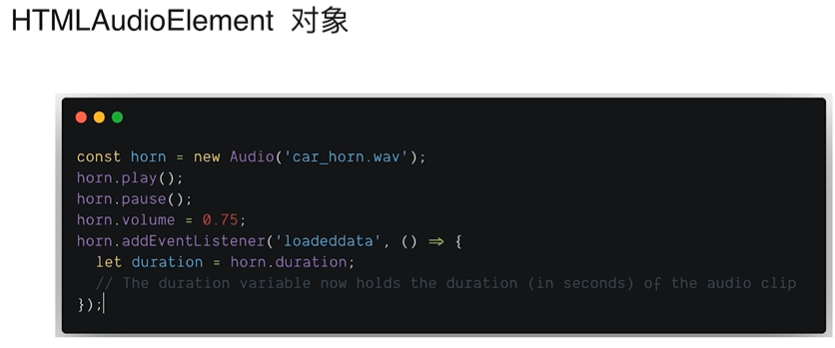 HTMLAudioElement 对象
const horn = new Audio('car_horn.wav');
horn.play();
horn.pause();
horn.volume = 0.75;
horn.addEventListener('loadeddata', () => {
  let duration = horn.duration;
  // The duration variable now holds the duration (in seconds) of the audio clip
});